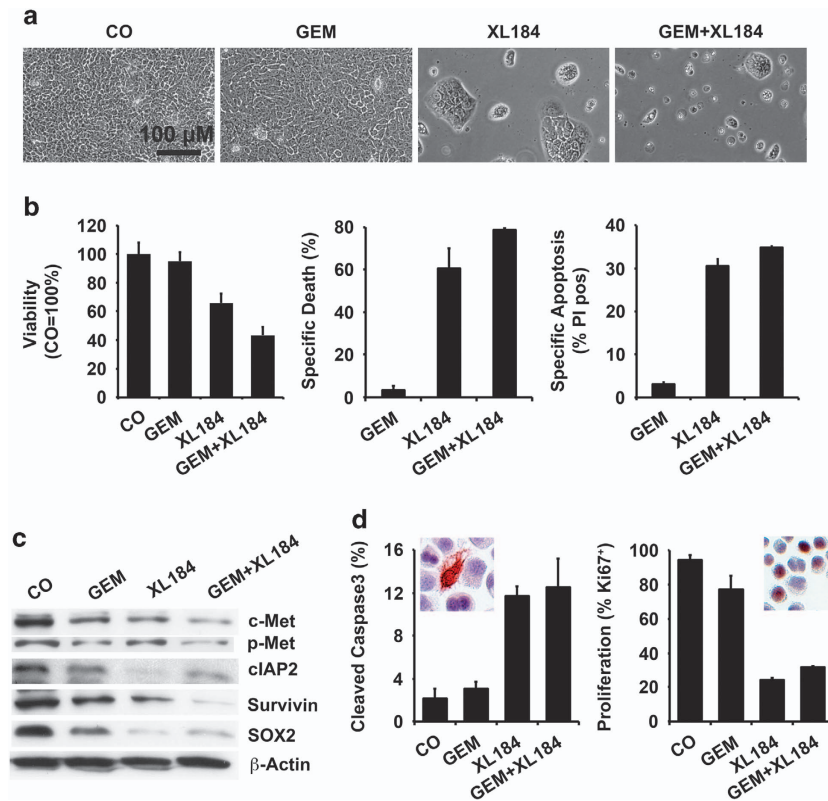 a
CO
GEM
XL184
GEM+XL184
100 µM
b
Viability
(CO=100%)
120
100
80
60
40
20
0
CO
GEM
XL184
GEM+XL184
Specific Death (%)
80
60
40
20
0
GEM
XL184
GEM+XL184
Specific Apoptosis
(% PI pos)
40
30
20
10
0
GEM
XL184
GEM+XL184
c
CO
GEM
XL184
GEM+XL184
c-Met
p-Met
cIAP2
Survivin
SOX2
β-Actin
d
Cleaved Caspase3 (%)
16
12
8
4
0
CO
GEM
XL184
GEM+XL184
Proliferation (% Ki67⁺)
100
80
60
40
20
0
CO
GEM
XL184
GEM+XL184